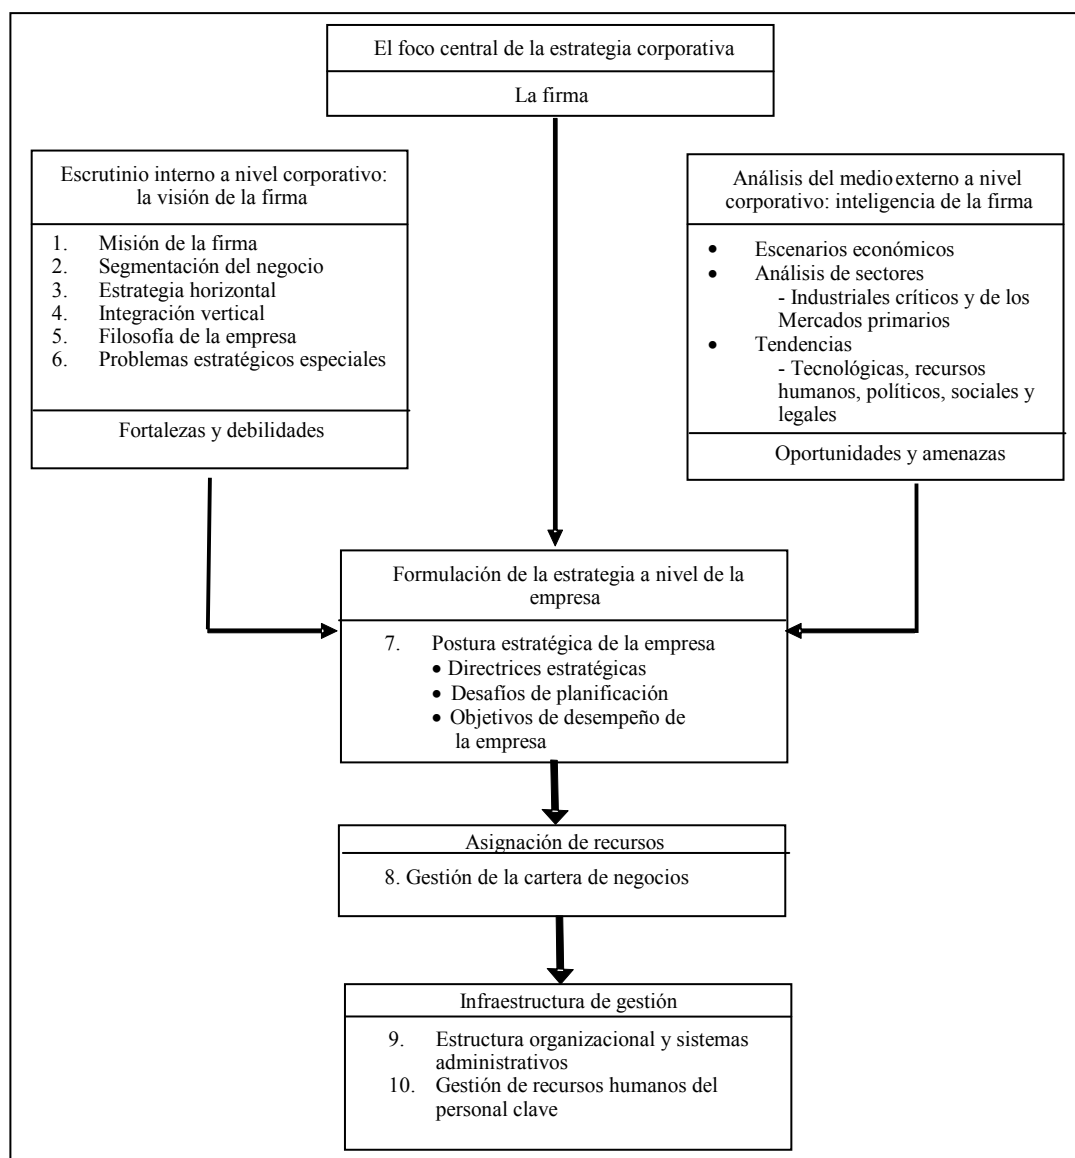 El foco central de la estrategia corporativa
La firma
Escrutinio interno a nivel corporativo:
la visión de la firma
1. Misión de la firma
2. Segmentación del negocio
3. Estrategia horizontal
4. Integración vertical
5. Filosofía de la empresa
6. Problemas estratégicos especiales
Fortalezas y debilidades
Análisis del medio externo a nivel
corporativo: inteligencia de la firma
• Escenarios económicos
• Análisis de sectores
- Industriales críticos y de los
Mercados primarios
• Tendencias
- Tecnológicas, recursos
humanos, políticos, sociales y
legales
Oportunidades y amenazas
Formulación de la estrategia a nivel de la
empresa
7. Postura estratégica de la empresa
• Directrices estratégicas
• Desafíos de planificación
• Objetivos de desempeño de
la empresa
Asignación de recursos
8. Gestión de la cartera de negocios
Infraestructura de gestión
9. Estructura organizacional y sistemas
administrativos
10. Gestión de recursos humanos del
personal clave